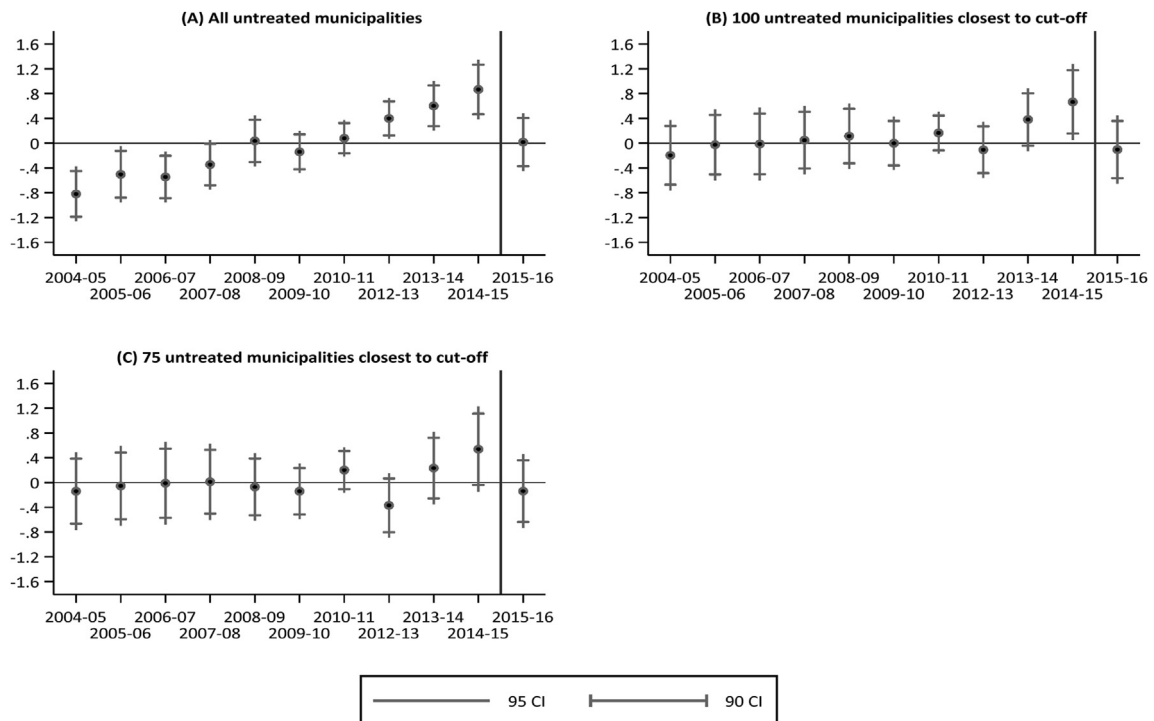 (A) All untreated municipalities
1.6
1.2
.8
.4
0
-.4
-.8
-1.2
-1.6
2004-05 2006-07 2008-09 2010-11 2013-14 2015-16
2005-06 2007-08 2009-10 2012-13 2014-15
(B) 100 untreated municipalities closest to cut-off
1.6
1.2
.8
.4
0
-.4
-.8
-1.2
-1.6
2004-05 2006-07 2008-09 2010-11 2013-14 2015-16
2005-06 2007-08 2009-10 2012-13 2014-15
(C) 75 untreated municipalities closest to cut-off
1.6
1.2
.8
.4
0
-.4
-.8
-1.2
-1.6
2004-05 2006-07 2008-09 2010-11 2013-14 2015-16
2005-06 2007-08 2009-10 2012-13 2014-15
95 CI 90 CI